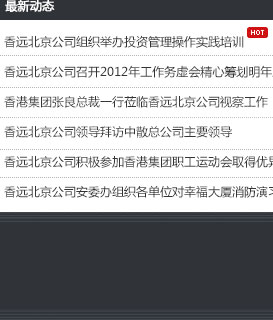 最新动态
香远北京公司组织举办投资管理操作实践培训 HOT
香远北京公司召开2012年工作务虚会精心筹划明年
香港集团张良总裁一行莅临香远北京公司视察工作
香远北京公司领导拜访中散总公司主要领导
香远北京公司积极参加香港集团职工运动会取得优
香远北京公司安委办组织各单位对幸福大厦消防演